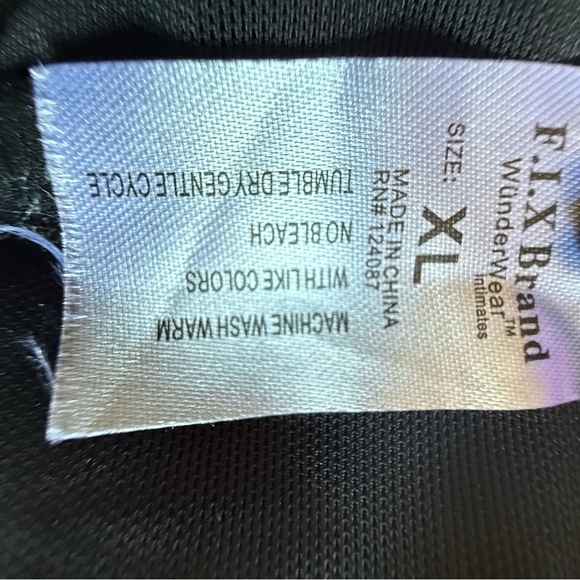 F.I.X Brand
WunderWear™
Intimates
SIZE:
XL
MADE IN CHINA
RN# 124087
MACHINE WASH WARM
WITH LIKE COLORS
NO BLEACH
TUMBLE DRY GENTLE CYCLE